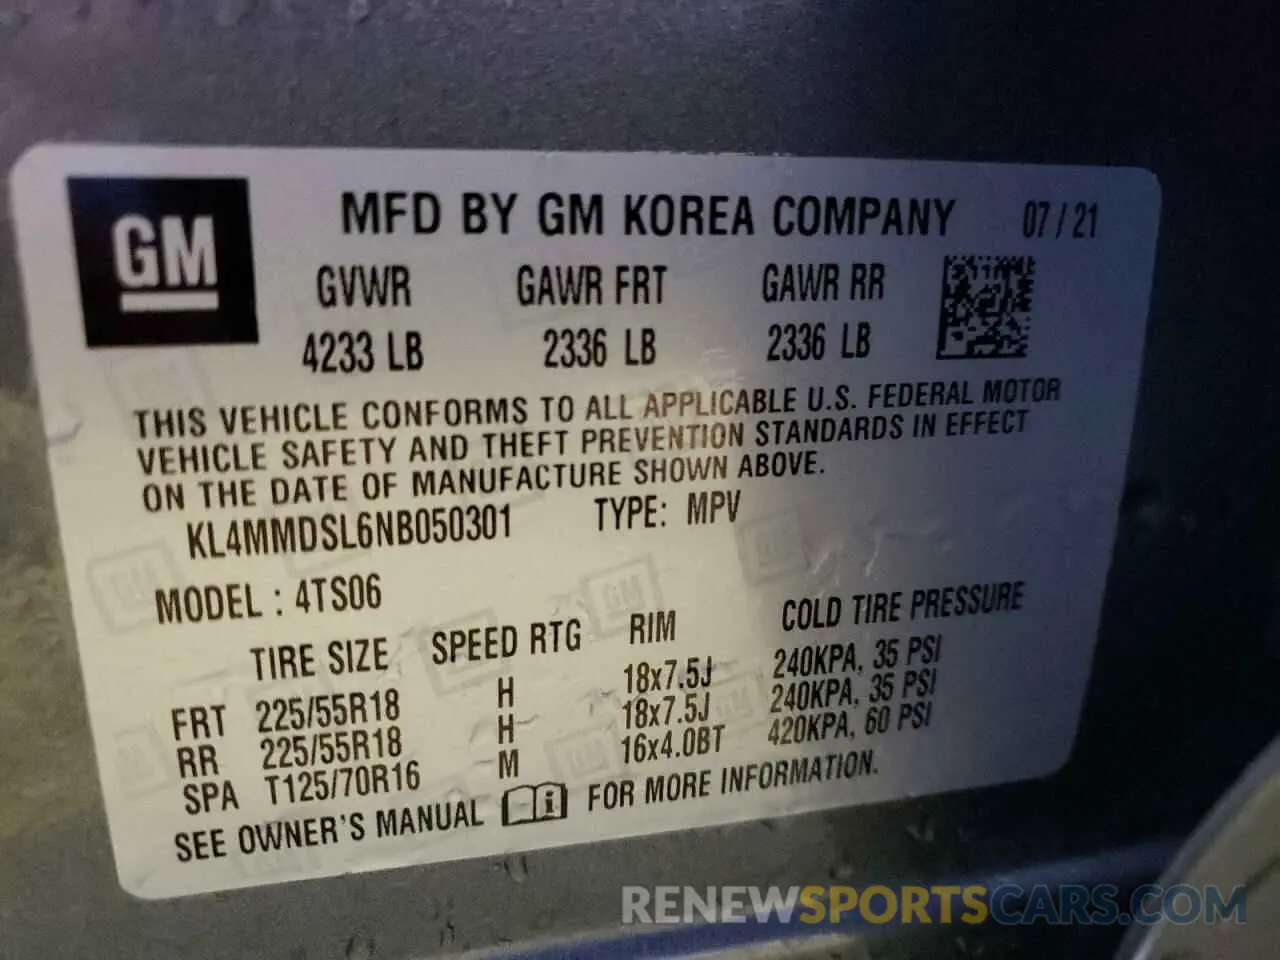 GM
MFD BY GM KOREA COMPANY 07/21
GVWR GAWR FRT GAWR RR
4233 LB 2336 LB 2336 LB
THIS VEHICLE CONFORMS TO ALL APPLICABLE U.S. FEDERAL MOTOR
VEHICLE SAFETY AND THEFT PREVENTION STANDARDS IN EFFECT
ON THE DATE OF MANUFACTURE SHOWN ABOVE.
KL4MMDSL6NB050301 TYPE: MPV
MODEL : 4TS06
TIRE SIZE SPEED RTG RIM COLD TIRE PRESSURE
FRT 225/55R18 H 18x7.5J 240KPA, 35 PSI
RR 225/55R18 H 18x7.5J 240KPA, 35 PSI
SPA T125/70R16 M 16x4.0BT 420KPA, 60 PSI
SEE OWNER'S MANUAL i FOR MORE INFORMATION.
RENEWSPORTSCARS.COM